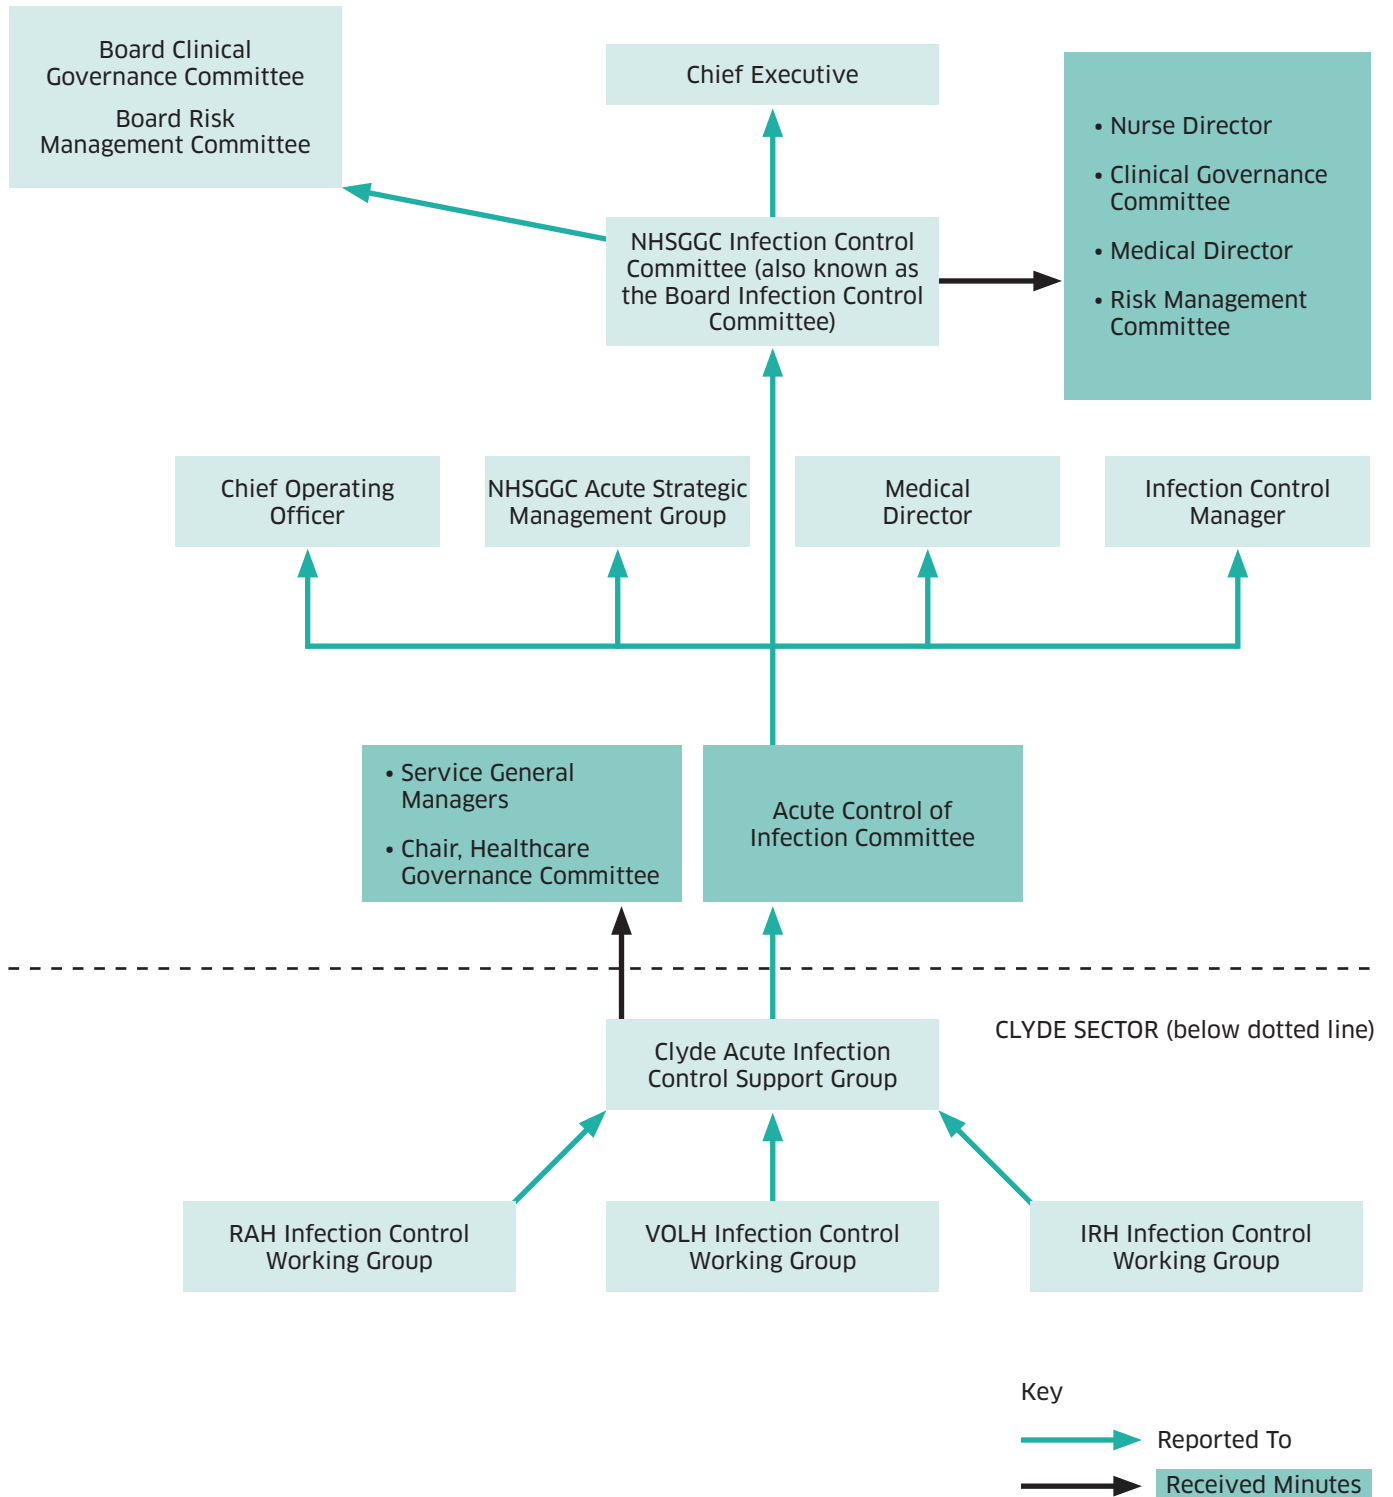 Board Clinical
Governance Committee
Board Risk
Management Committee
Chief Executive
• Nurse Director
• Clinical Governance
Committee
• Medical Director
• Risk Management
Committee
NHSGGC Infection Control
Committee (also known as
the Board Infection Control
Committee)
Chief Operating
Officer
NHSGGC Acute Strategic
Management Group
Medical
Director
Infection Control
Manager
• Service General
Managers
• Chair, Healthcare
Governance Committee
Acute Control of
Infection Committee
CLYDE SECTOR (below dotted line)
Clyde Acute Infection
Control Support Group
RAH Infection Control
Working Group
VOLH Infection Control
Working Group
IRH Infection Control
Working Group
Key
Reported To
Received Minutes